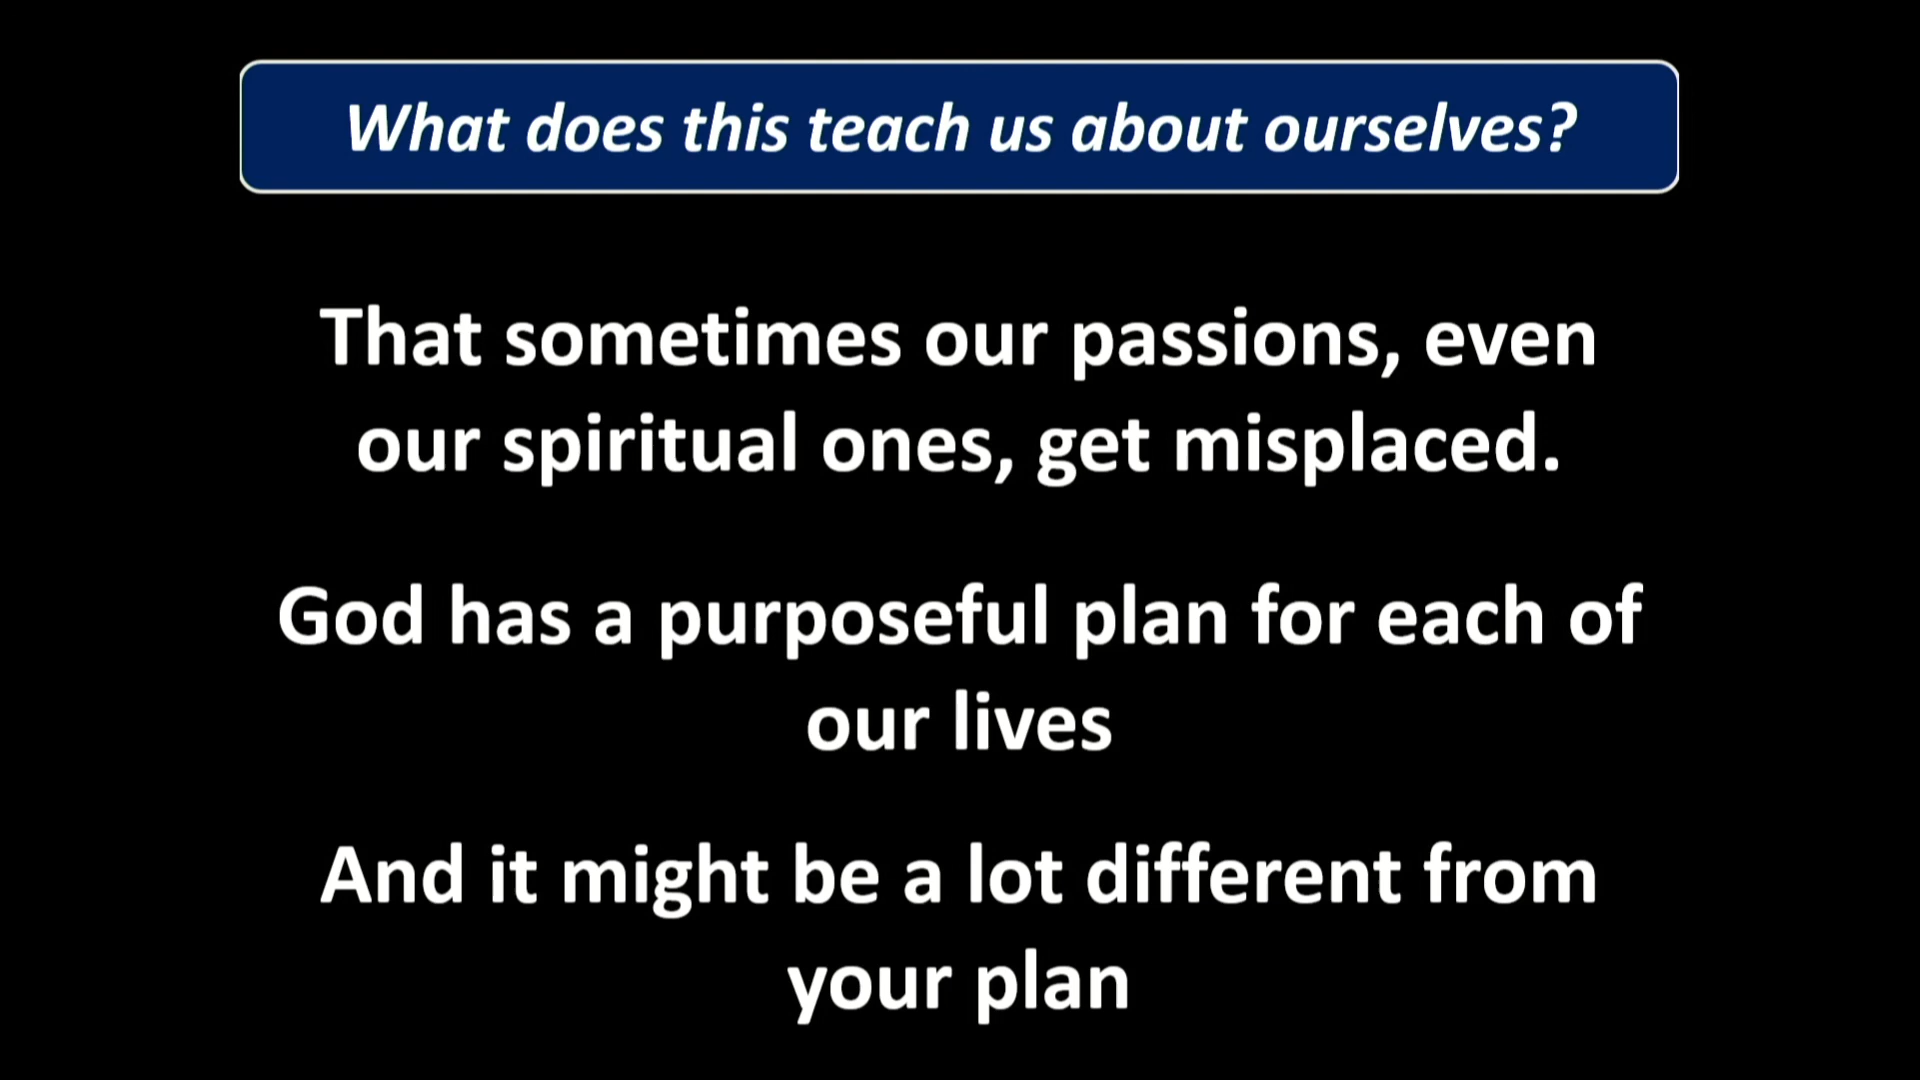 What does this teach us about ourselves?
That sometimes our passions, even
our spiritual ones, get misplaced.
God has a purposeful plan for each of
our lives
And it might be a lot different from
your plan